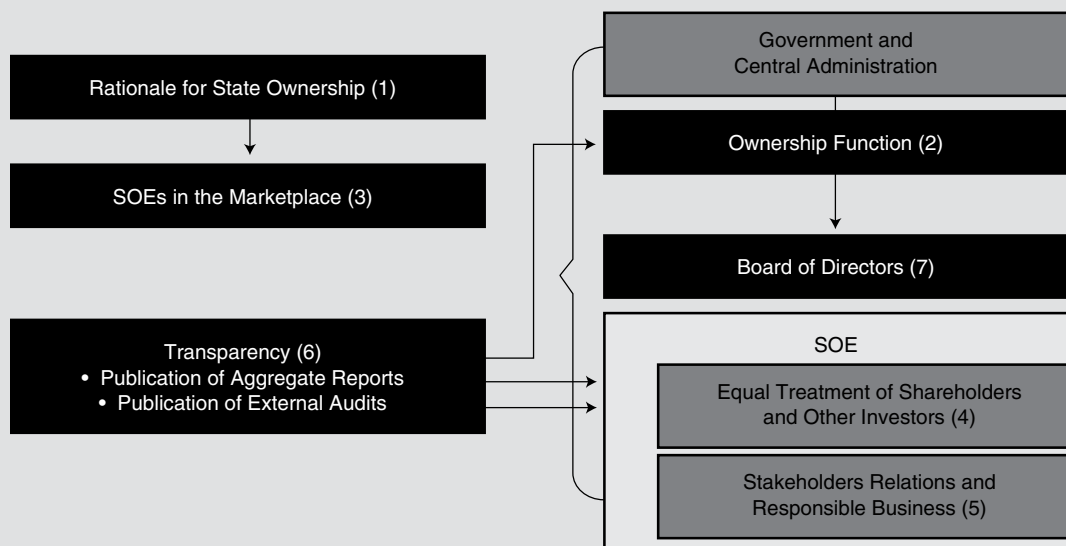 Rationale for State Ownership (1)
SOEs in the Marketplace (3)
Transparency (6)
• Publication of Aggregate Reports
• Publication of External Audits
Government and
Central Administration
Ownership Function (2)
Board of Directors (7)
SOE
Equal Treatment of Shareholders
and Other Investors (4)
Stakeholders Relations and
Responsible Business (5)